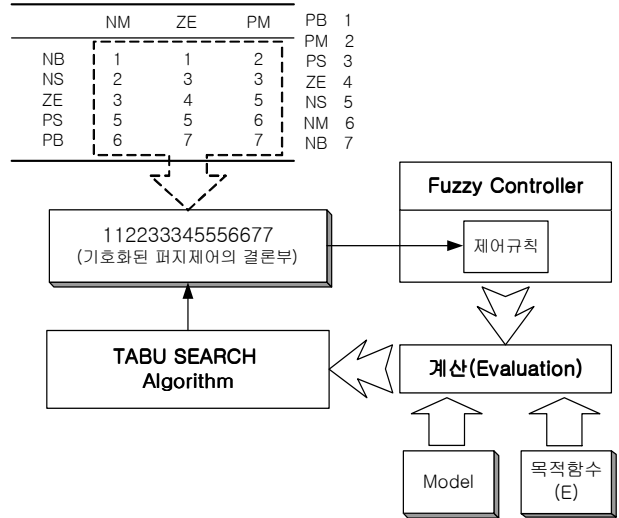 NM ZE PM
NB 1 1 2
NS 2 3 3
ZE 3 4 5
PS 5 5 6
PB 6 7 7
PB 1
PM 2
PS 3
ZE 4
NS 5
NM 6
NB 7
112233345556677
(기호화된 퍼지제어의 결론부)
Fuzzy Controller
제어규칙
TABU SEARCH
Algorithm
계산(Evaluation)
Model
목적함수
(E)